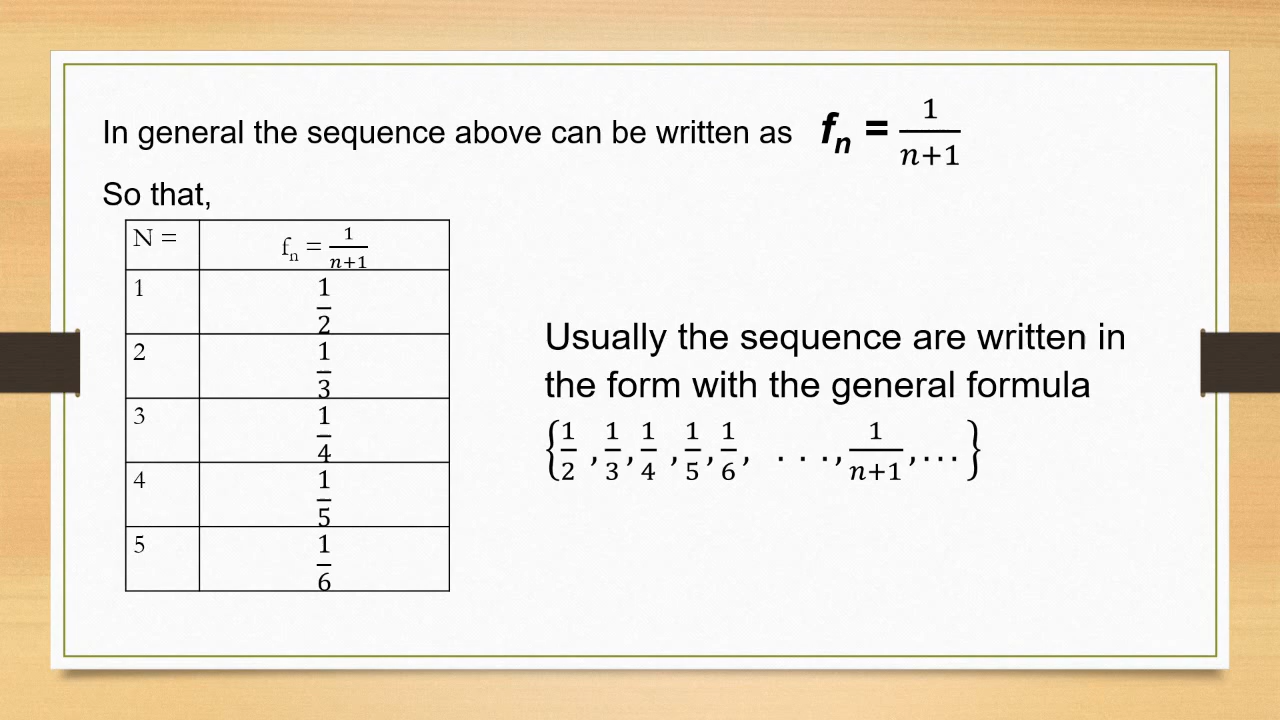 In general the sequence above can be written as fₙ = 1/(n+1)
So that,
N = fₙ = 1/(n+1)
1 1/2
2 1/3
3 1/4
4 1/5
5 1/6
Usually the sequence are written in
the form with the general formula
{1/2 , 1/3, 1/4 , 1/5, 1/6, . . ., 1/(n+1), ...}